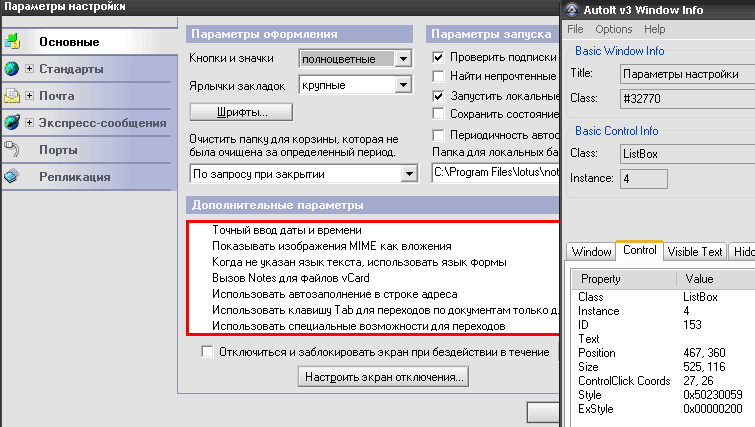 Параметры настройки
Основные
Стандарты
Почта
Экспресс-сообщения
Порты
Репликация
Параметры оформления
Кнопки и значки
полноцветные
Ярлычки закладок
крупные
Шрифты...
Очистить папку для корзины, которая не
была очищена за определенный период.
По запросу при закрытии
Параметры запуска
Проверить подписки
Найти непрочтенные
Запустить локальные
Сохранить состояние
Периодичность автос
Папка для локальных ба
C:\Program Files\lotus\not
Дополнительные параметры
Точный ввод даты и времени
Показывать изображения MIME как вложения
Когда не указан язык текста, использовать язык формы
Вызов Notes для файлов vCard
Использовать автозаполнение в строке адреса
Использовать клавишу Tab для переходов по документам только д
Использовать специальные возможности для переходов
Отключиться и заблокировать экран при бездействии в течение
Настроить экран отключения...
AutoIt v3 Window Info
File Options Help
Basic Window Info
Title: Параметры настройки
Class: #32770
Basic Control Info
Class: ListBox
Instance: 4
Window Control Visible Text Hidd
Property Value
Class ListBox
Instance 4
ID 153
Text
Position 467, 360
Size 525, 116
ControlClick Coords 27, 26
Style 0x50230059
ExStyle 0x00000200